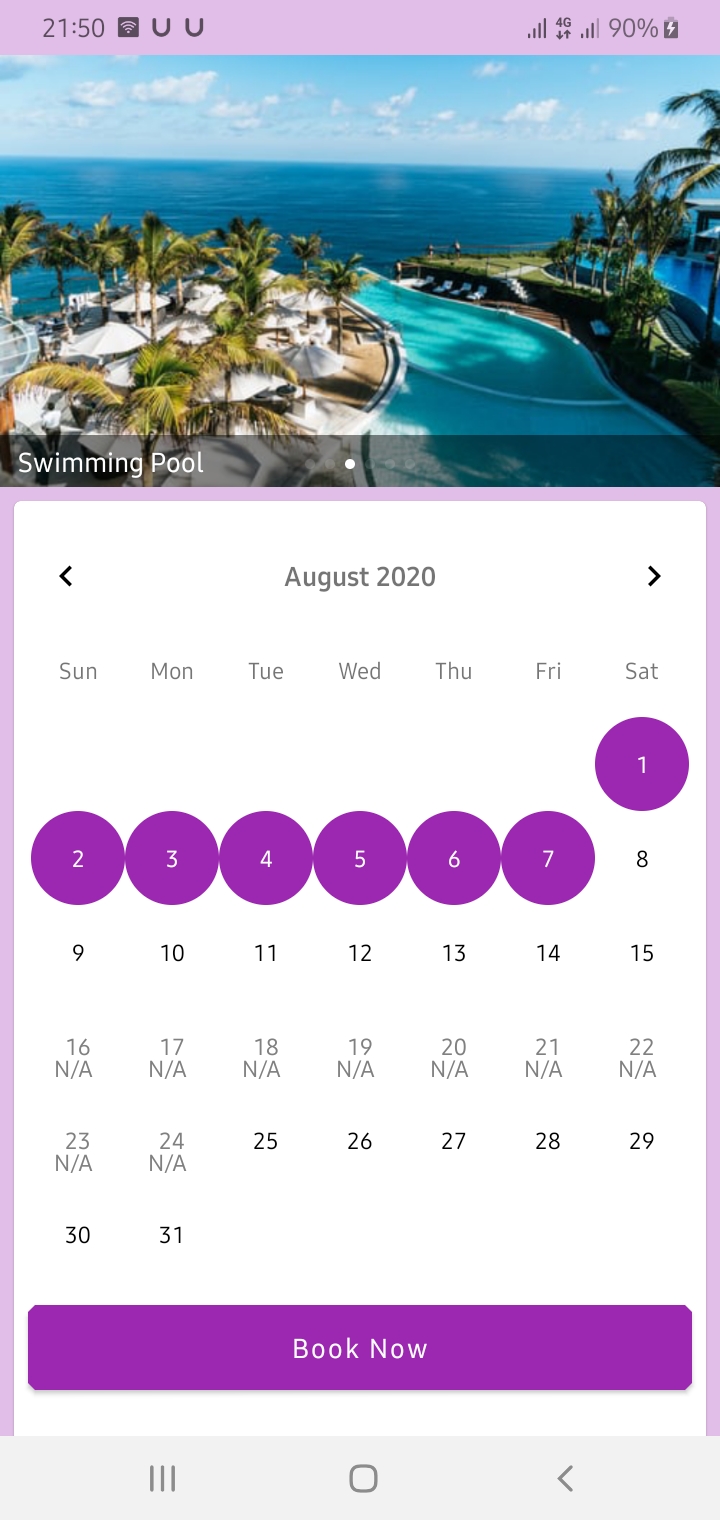 21:50 4G 90%
Swimming Pool
August 2020
Sun Mon Tue Wed Thu Fri Sat
1
2 3 4 5 6 7 8
9 10 11 12 13 14 15
16 17 18 19 20 21 22
N/A N/A N/A N/A N/A N/A N/A
23 24 25 26 27 28 29
N/A N/A
30 31
Book Now